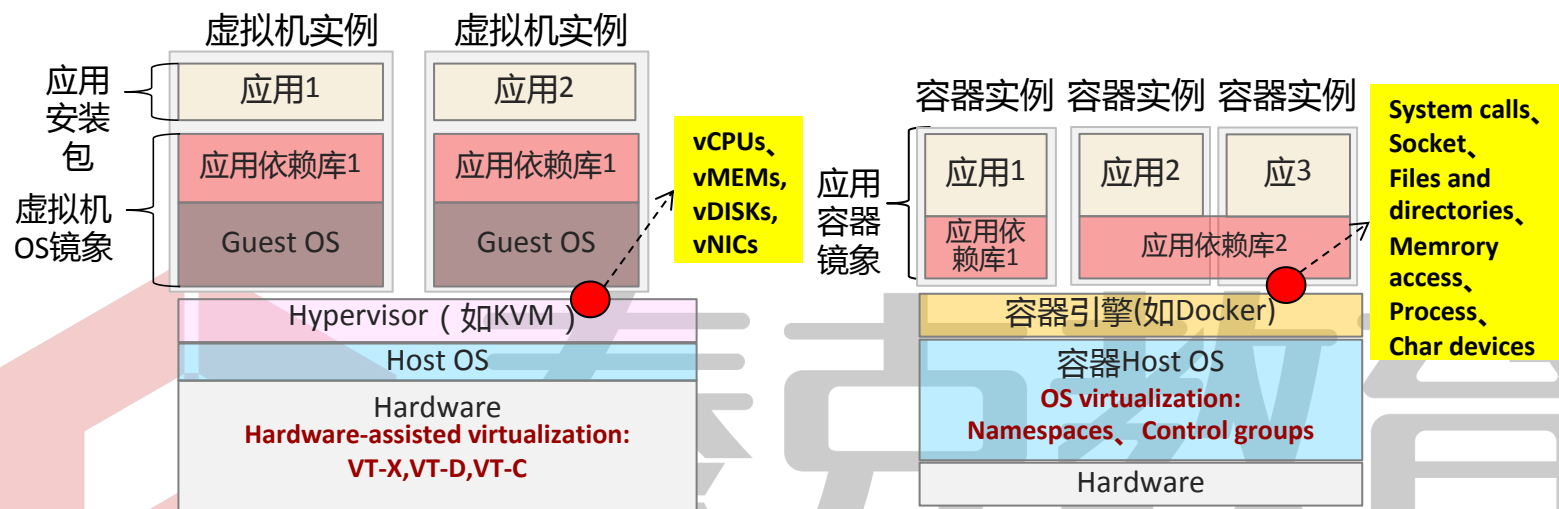 虚拟机实例
虚拟机实例
应用
安装
包
应用1
应用2
虚拟机
OS镜象
应用依赖库1
应用依赖库1
Guest OS
Guest OS
vCPUs、
vMEMs,
vDISKs,
vNICs
Hypervisor（如KVM）
Host OS
Hardware
Hardware-assisted virtualization:
VT-X,VT-D,VT-C
容器实例
容器实例
容器实例
应用
容器
镜象
应用1
应用2
应3
应用依
赖库1
应用依赖库2
System calls、
Socket、
Files and
directories、
Memrory
access、
Process、
Char devices
容器引擎(如Docker)
容器Host OS
OS virtualization:
Namespaces、Control groups
Hardware